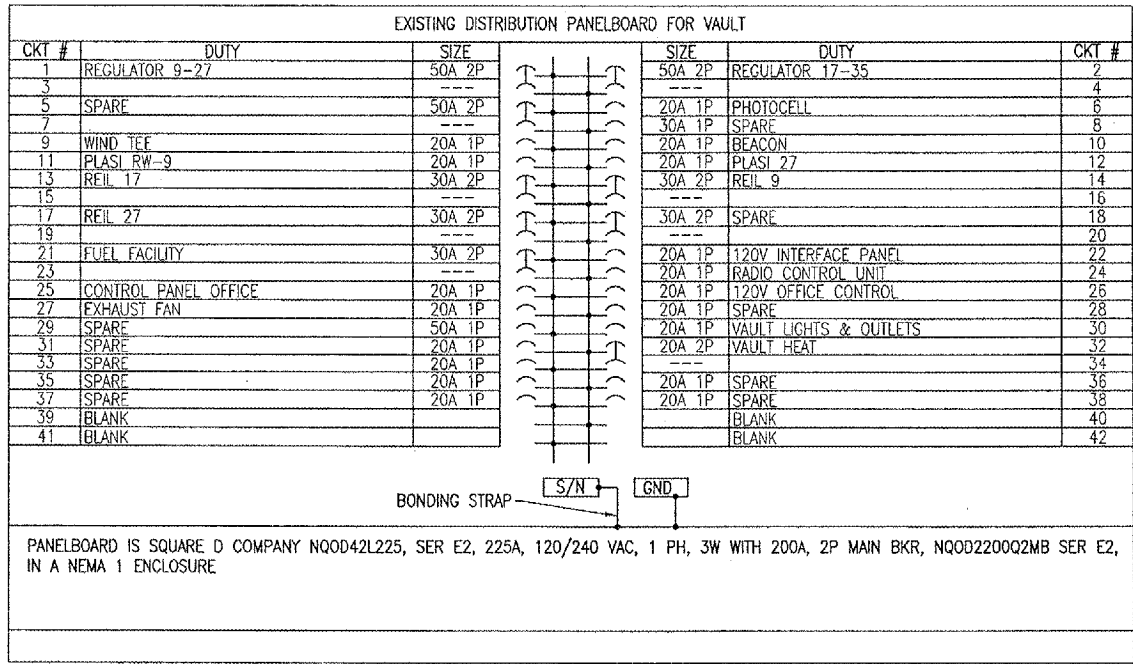 EXISTING DISTRIBUTION PANELBOARD FOR VAULT
CKT # DUTY SIZE SIZE DUTY CKT #
1 REGULATOR 9-27 50A 2P 50A 2P REGULATOR 17-35 2
3 --- --- 4
5 SPARE 50A 2P 20A 1P PHOTOCELL 6
7 --- 30A 1P SPARE 8
9 WIND TEE 20A 1P 20A 1P BEACON 10
11 PLASI RW-9 20A 1P 20A 1P PLASI 27 12
13 REIL 17 30A 2P 30A 2P REIL 9 14
15 --- --- 16
17 REIL 27 30A 2P 30A 2P SPARE 18
19 --- --- 20
21 FUEL FACILITY 30A 2P 20A 1P 120V INTERFACE PANEL 22
23 --- 20A 1P RADIO CONTROL UNIT 24
25 CONTROL PANEL OFFICE 20A 1P 20A 1P 120V OFFICE CONTROL 26
27 EXHAUST FAN 20A 1P 20A 1P SPARE 28
29 SPARE 50A 1P 20A 1P VAULT LIGHTS & OUTLETS 30
31 SPARE 20A 1P 20A 2P VAULT HEAT 32
33 SPARE 20A 1P --- 34
35 SPARE 20A 1P 20A 1P SPARE 36
37 SPARE 20A 1P 20A 1P SPARE 38
39 BLANK BLANK 40
41 BLANK BLANK 42
S/N GND
BONDING STRAP
PANELBOARD IS SQUARE D COMPANY NQOD42L225, SER E2, 225A, 120/240 VAC, 1 PH, 3W WITH 200A, 2P MAIN BKR, NQOD2200Q2MB SER E2,
IN A NEMA 1 ENCLOSURE